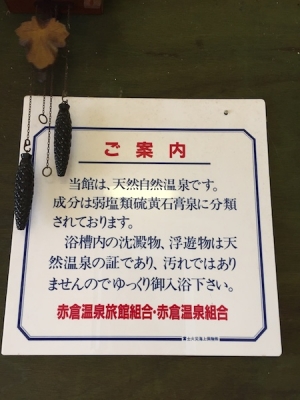 ご案内
当館は、天然自然温泉です。
成分は弱塩類硫黄石膏泉に分類
されております。
浴槽内の沈澱物、浮遊物は天
然温泉の証であり、汚れではあり
ませんのでゆっくり御入浴下さい。
赤倉温泉旅館組合・赤倉温泉組合